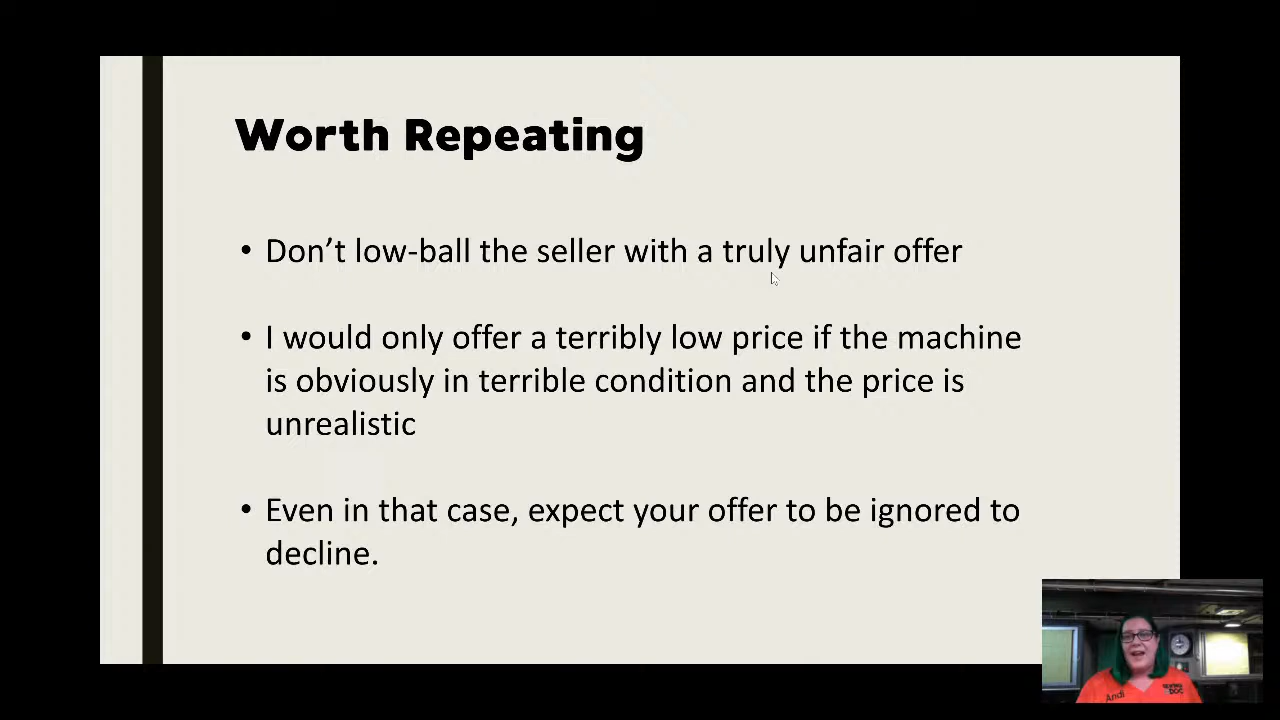 Worth Repeating
• Don’t low-ball the seller with a truly unfair offer
• I would only offer a terribly low price if the machine
is obviously in terrible condition and the price is
unrealistic
• Even in that case, expect your offer to be ignored to
decline.
Andi
DOC